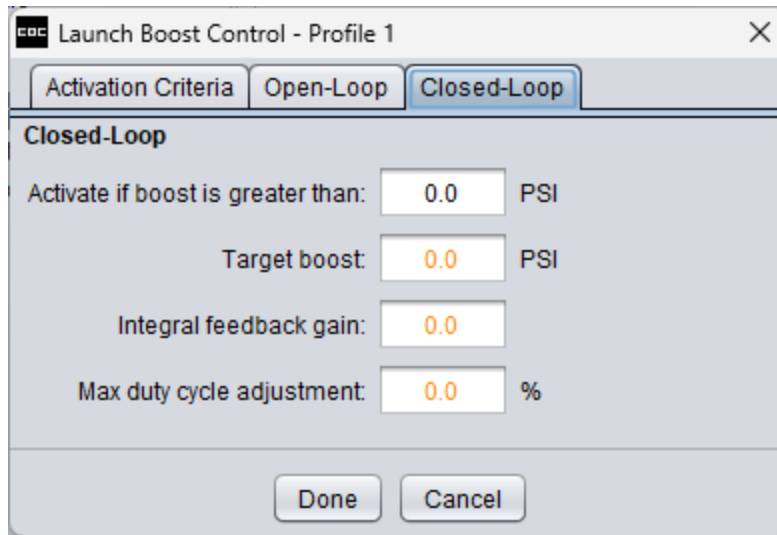 COC Launch Boost Control - Profile 1
Activation Criteria Open-Loop Closed-Loop
Closed-Loop
Activate if boost is greater than: 0.0 PSI
Target boost: 0.0 PSI
Integral feedback gain: 0.0
Max duty cycle adjustment: 0.0 %
Done Cancel